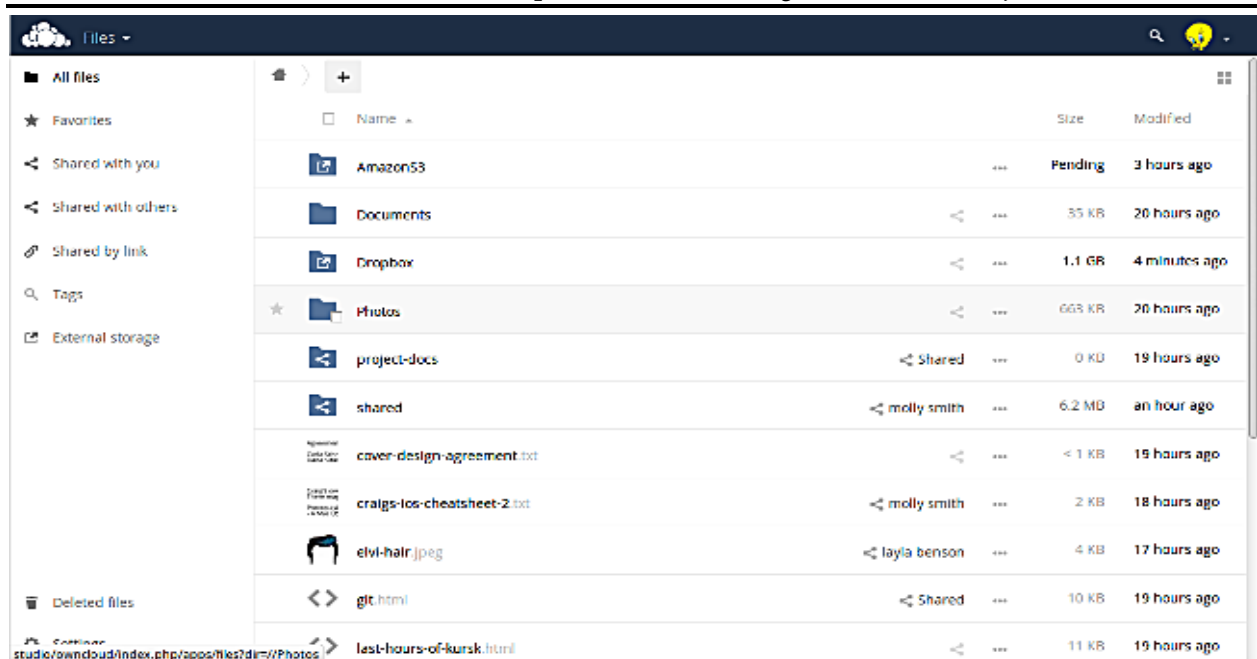 Files
All files
Favorites
Shared with you
Shared with others
Shared by link
Tags
External storage
Deleted files
Settings
studio/owncloud/index.php/apps/files?dir=//Photos
Name Size Modified
AmazonS3 Pending 3 hours ago
Documents 35 KB 20 hours ago
Dropbox 1.1 GB 4 minutes ago
Photos 663 KB 20 hours ago
project-docs Shared 0 KB 19 hours ago
shared molly smith 6.2 MB an hour ago
cover-design-agreement.txt < 1 KB 19 hours ago
craigs-ios-cheatsheet-2.txt molly smith 2 KB 18 hours ago
elvi-hair.jpeg layla benson 4 KB 17 hours ago
git.html Shared 10 KB 19 hours ago
last-hours-of-kursk.html 11 KB 19 hours ago